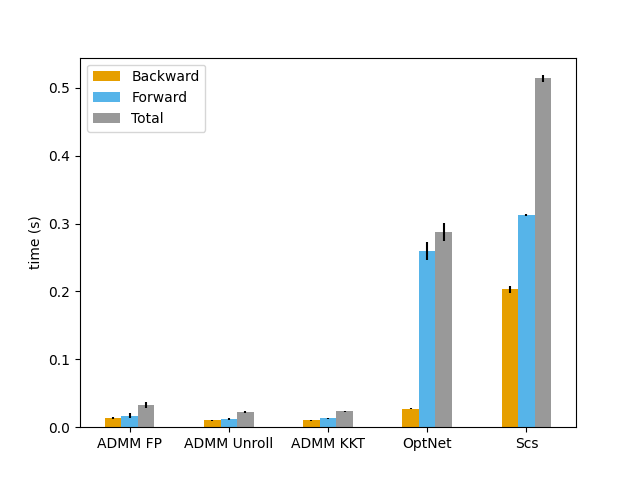 Backward
Forward
Total
time (s)
0.5
0.4
0.3
0.2
0.1
0.0
ADMM FP ADMM Unroll ADMM KKT OptNet Scs